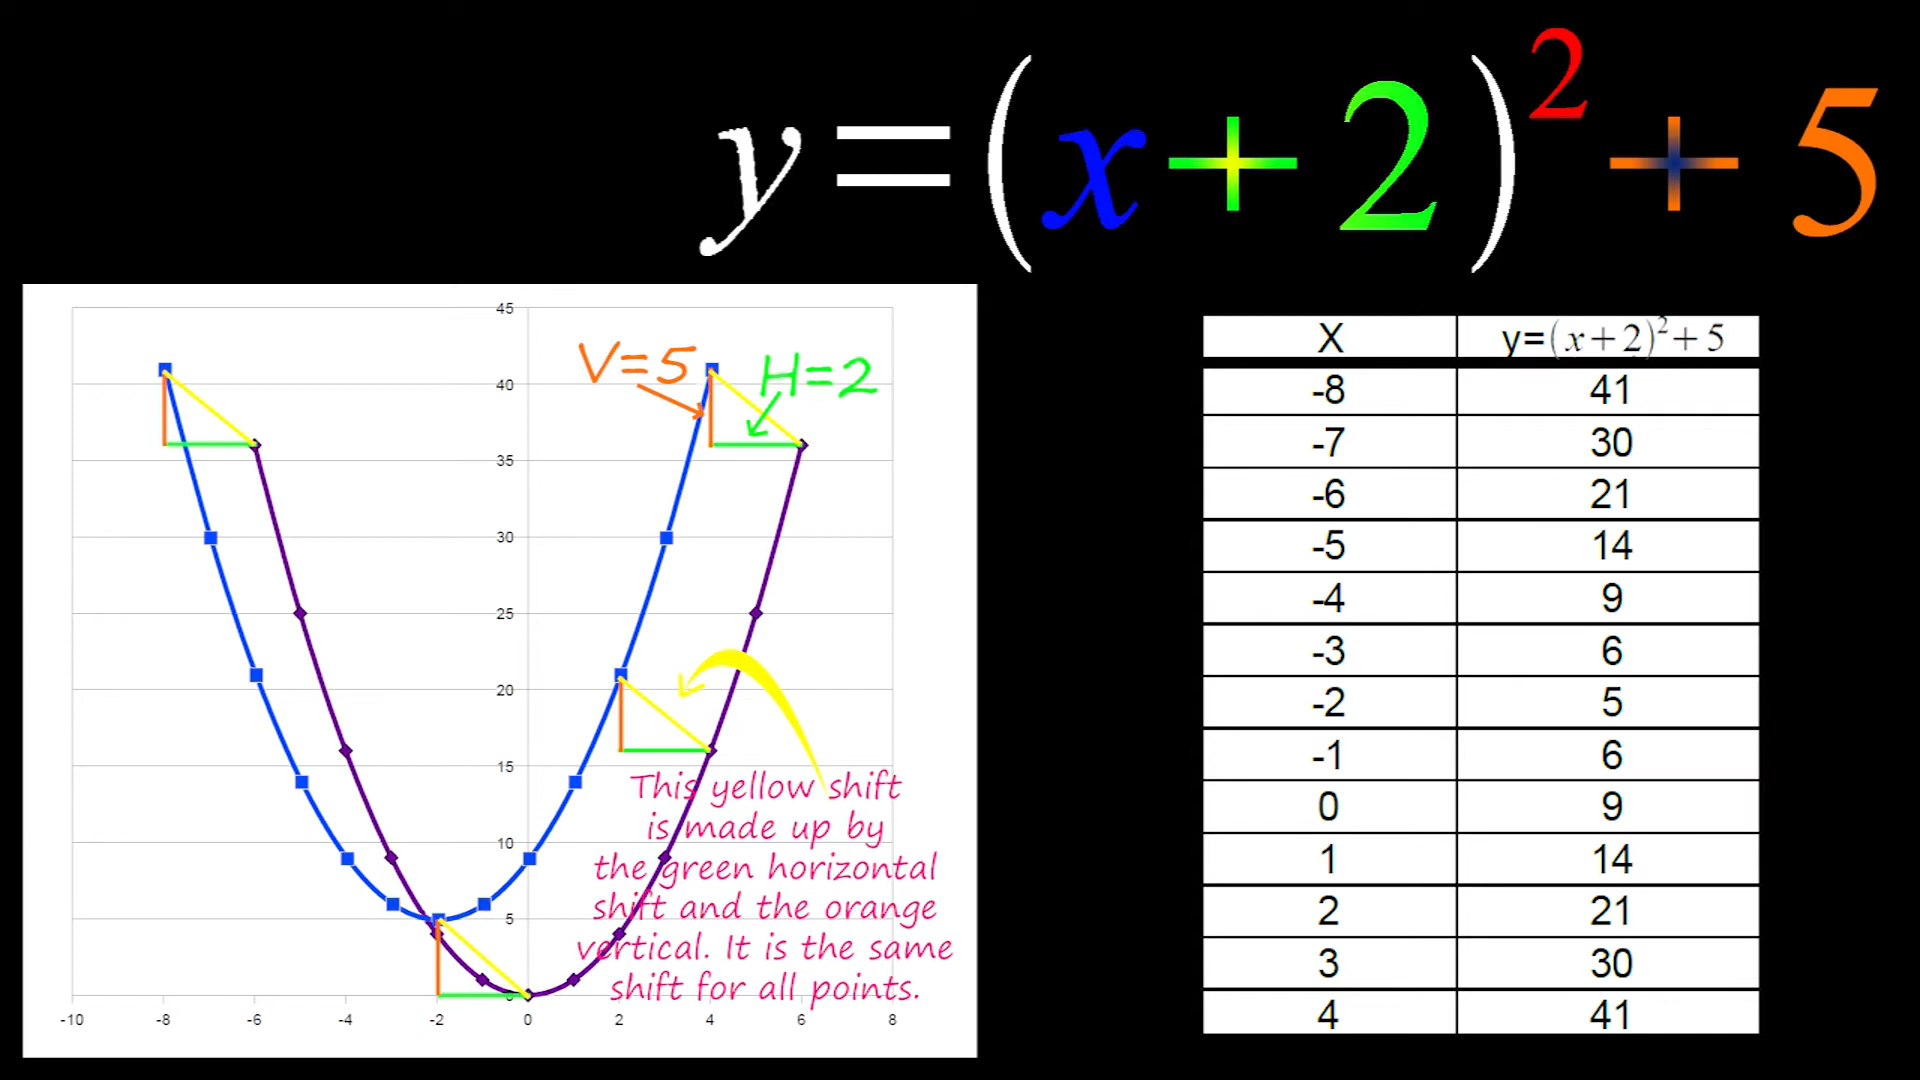 y=(x+2)²+5
45
40
35
30
25
20
15
10
5
-10 -8 -6 -4 -2 0 2 4 6 8
V=5
H=2
This yellow shift
is made up by
the green horizontal
shift and the orange
vertical. It is the same
shift for all points.
X y=(x+2)²+5
-8 41
-7 30
-6 21
-5 14
-4 9
-3 6
-2 5
-1 6
0 9
1 14
2 21
3 30
4 41